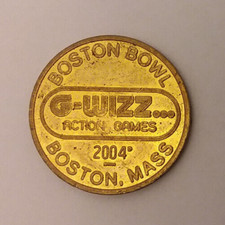 BOSTON BOWL
G-WIZZ...
ACTION GAMES
2004
BOSTON, MASS